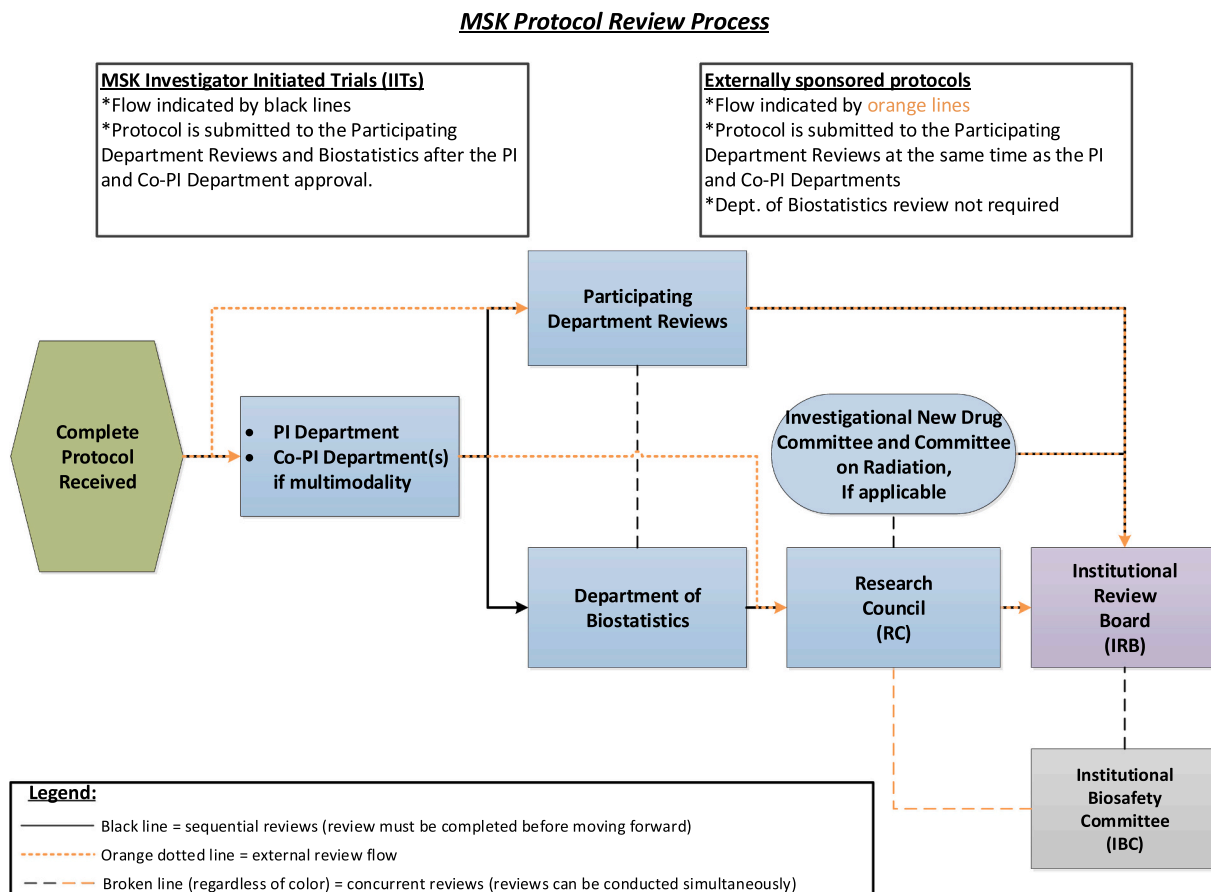 MSK Protocol Review Process
MSK Investigator Initiated Trials (IITs)
*Flow indicated by black lines
*Protocol is submitted to the Participating
Department Reviews and Biostatistics after the PI
and Co-PI Department approval.
Externally sponsored protocols
*Flow indicated by orange lines
*Protocol is submitted to the Participating
Department Reviews at the same time as the PI
and Co-PI Departments
*Dept. of Biostatistics review not required
Complete
Protocol
Received
• PI Department
• Co-PI Department(s)
if multimodality
Participating
Department Reviews
Department of
Biostatistics
Investigational New Drug
Committee and Committee
on Radiation,
If applicable
Research
Council
(RC)
Institutional
Review
Board
(IRB)
Institutional
Biosafety
Committee
(IBC)
Legend:
Black line = sequential reviews (review must be completed before moving forward)
Orange dotted line = external review flow
Broken line (regardless of color) = concurrent reviews (reviews can be conducted simultaneously)